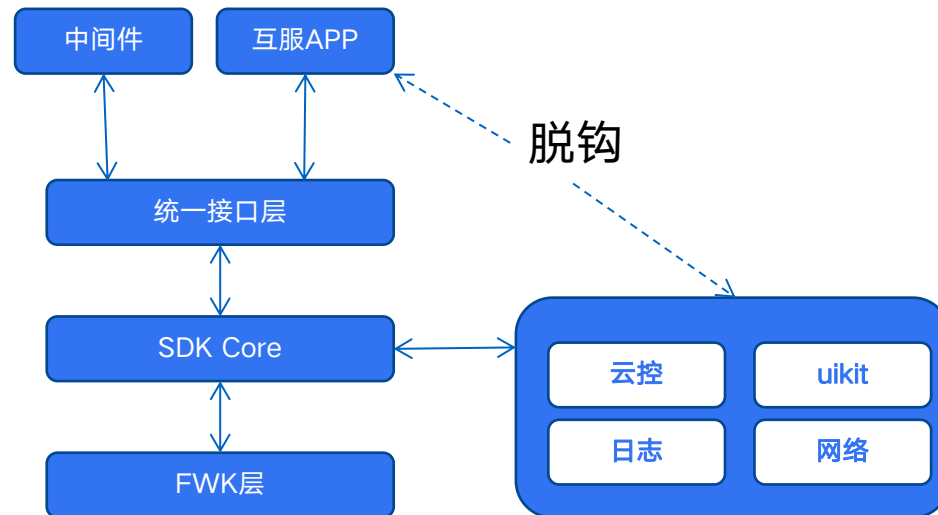 中间件
互服APP
脱钩
统一接口层
SDK Core
云控
uikit
日志
网络
FWK层